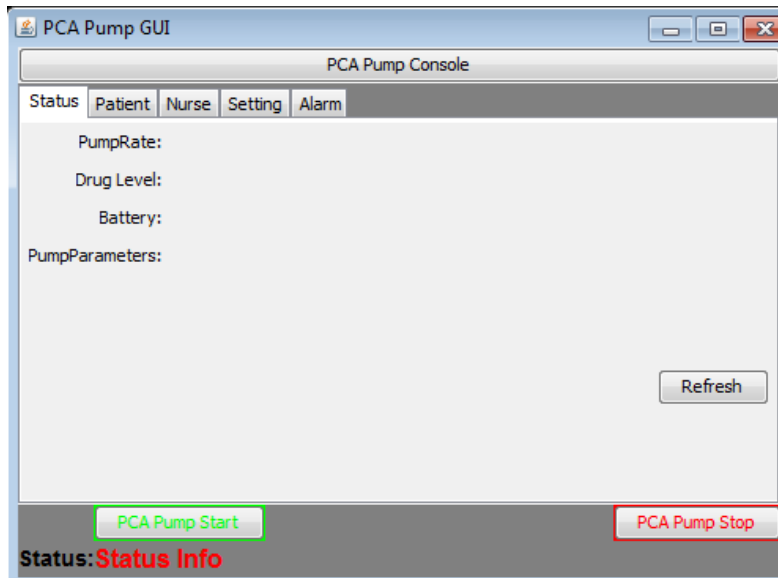 PCA Pump GUI
PCA Pump Console
Status Patient Nurse Setting Alarm
PumpRate:
Drug Level:
Battery:
PumpParameters:
Refresh
PCA Pump Start PCA Pump Stop
Status:Status Info